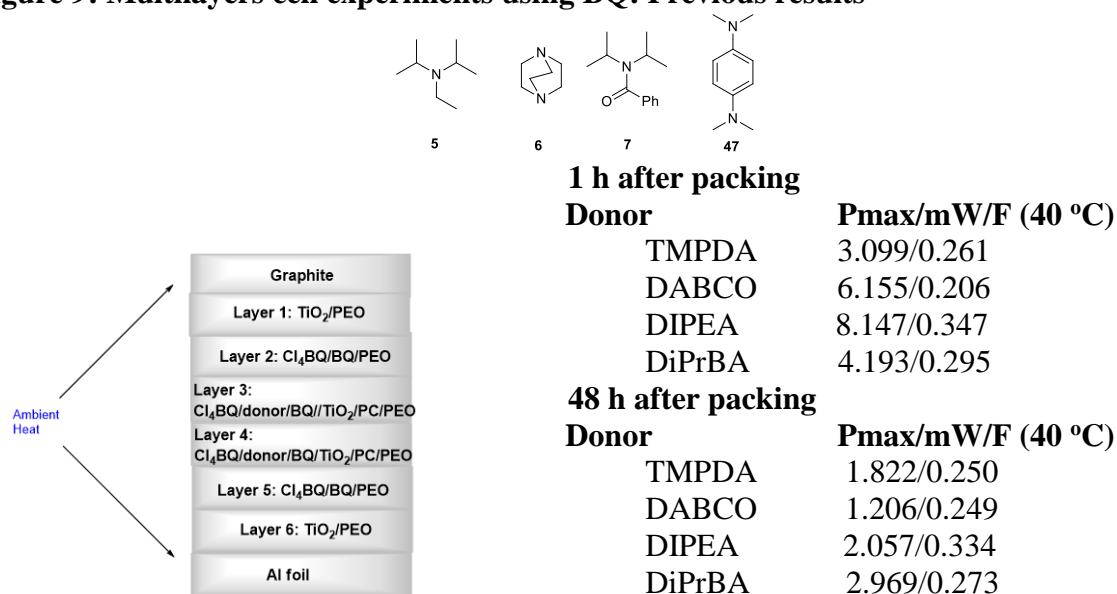 igure 9: Multilayers cell experiments using BQ: Previous results
N
N
N
N
O
Ph
N
N
5
6
7
47
1 h after packing
Donor Pmax/mW/F (40 ºC)
TMPDA 3.099/0.261
DABCO 6.155/0.206
DIPEA 8.147/0.347
DiPrBA 4.193/0.295
48 h after packing
Donor Pmax/mW/F (40 ºC)
TMPDA 1.822/0.250
DABCO 1.206/0.249
DIPEA 2.057/0.334
DiPrBA 2.969/0.273
Ambient
Heat
Graphite
Layer 1: TiO₂/PEO
Layer 2: Cl₄BQ/BQ/PEO
Layer 3:
Cl₄BQ/donor/BQ//TiO₂/PC/PEO
Layer 4:
Cl₄BQ/donor/BQ/TiO₂/PC/PEO
Layer 5: Cl₄BQ/BQ/PEO
Layer 6: TiO₂/PEO
Al foil